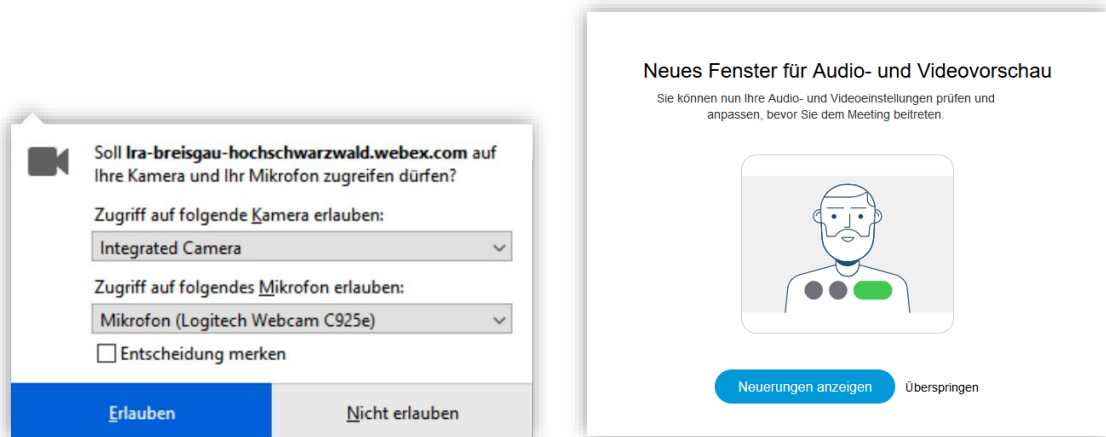 Soll lra-breisgau-hochschwarzwald.webex.com auf
Ihre Kamera und Ihr Mikrofon zugreifen dürfen?
Zugriff auf folgende Kamera erlauben:
Integrated Camera
Zugriff auf folgendes Mikrofon erlauben:
Mikrofon (Logitech Webcam C925e)
Entscheidung merken
Erlauben
Nicht erlauben
Neues Fenster für Audio- und Videovorschau
Sie können nun Ihre Audio- und Videoeinstellungen prüfen und
anpassen, bevor Sie dem Meeting beitreten.
Neuerungen anzeigen
Überspringen